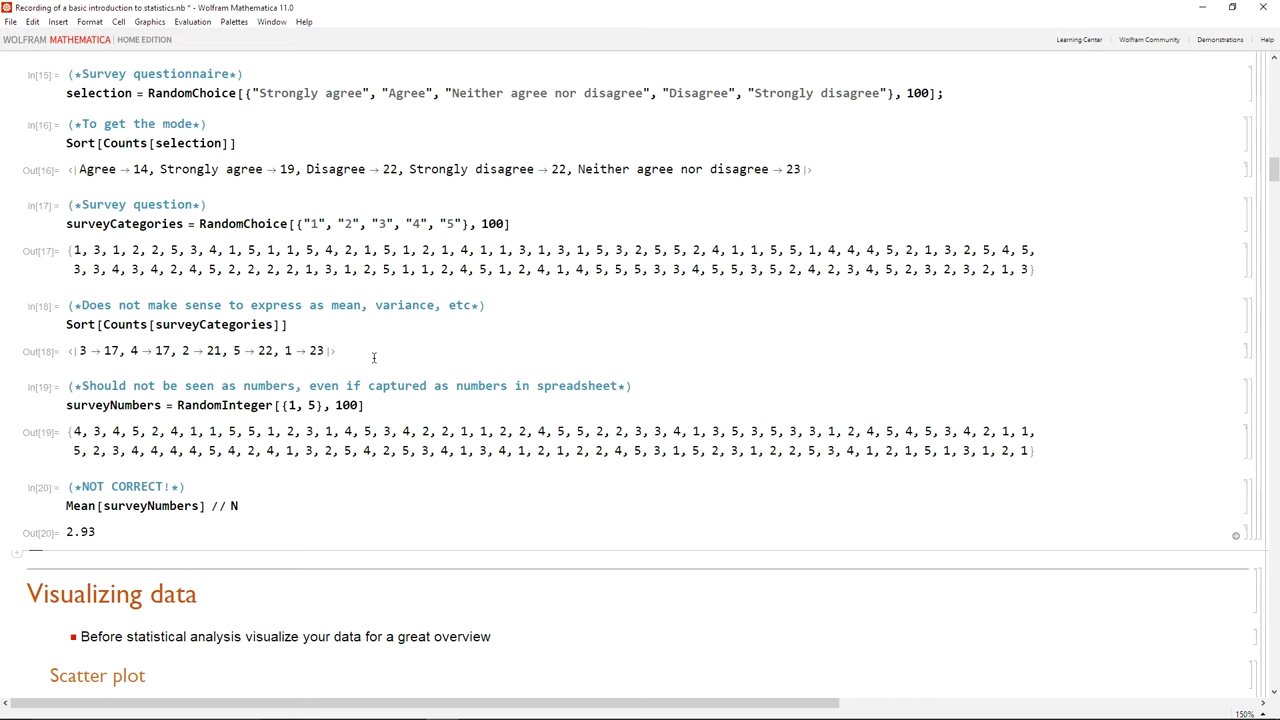 Recording of a basic introduction to statistics.nb * - Wolfram Mathematica 11.0
File Edit Insert Format Cell Graphics Evaluation Palettes Window Help
WOLFRAM MATHEMATICA | HOME EDITION Learning Center Wolfram Community Demonstrations Help
In[15]:= (*Survey questionnaire*)
selection = RandomChoice[{"Strongly agree", "Agree", "Neither agree nor disagree", "Disagree", "Strongly disagree"}, 100];
In[16]:= (*To get the mode*)
Sort[Counts[selection]]
Out[16]= <|Agree → 14, Strongly agree → 19, Disagree → 22, Strongly disagree → 22, Neither agree nor disagree → 23|>
In[17]:= (*Survey question*)
surveyCategories = RandomChoice[{"1", "2", "3", "4", "5"}, 100]
Out[17]= {1, 3, 1, 2, 2, 5, 3, 4, 1, 5, 1, 1, 5, 4, 2, 1, 5, 1, 2, 1, 4, 1, 1, 3, 1, 3, 1, 5, 3, 2, 5, 5, 2, 4, 1, 1, 5, 5, 1, 4, 4, 4, 5, 2, 1, 3, 2, 5, 4, 5,
3, 3, 4, 3, 4, 2, 4, 5, 2, 2, 2, 2, 1, 3, 1, 2, 5, 1, 1, 2, 4, 5, 1, 2, 4, 1, 4, 5, 5, 5, 3, 3, 4, 5, 5, 3, 5, 2, 4, 2, 3, 4, 5, 2, 3, 2, 3, 2, 1, 3}
In[18]:= (*Does not make sense to express as mean, variance, etc*)
Sort[Counts[surveyCategories]]
Out[18]= <|3 → 17, 4 → 17, 2 → 21, 5 → 22, 1 → 23|>
In[19]:= (*Should not be seen as numbers, even if captured as numbers in spreadsheet*)
surveyNumbers = RandomInteger[{1, 5}, 100]
Out[19]= {4, 3, 4, 5, 2, 4, 1, 1, 5, 5, 1, 2, 3, 1, 4, 5, 3, 4, 2, 2, 1, 1, 2, 2, 4, 5, 5, 2, 2, 3, 3, 4, 1, 3, 5, 3, 5, 3, 3, 1, 2, 4, 5, 4, 5, 3, 4, 2, 1, 1,
5, 2, 3, 4, 4, 4, 4, 5, 4, 2, 4, 1, 3, 2, 5, 4, 2, 5, 3, 4, 1, 3, 4, 1, 2, 1, 2, 2, 4, 5, 3, 1, 5, 2, 3, 1, 2, 2, 5, 3, 4, 1, 2, 1, 5, 1, 3, 1, 2, 1}
In[20]:= (*NOT CORRECT!*)
Mean[surveyNumbers] // N
Out[20]= 2.93
Visualizing data
▪ Before statistical analysis visualize your data for a great overview
Scatter plot
150%